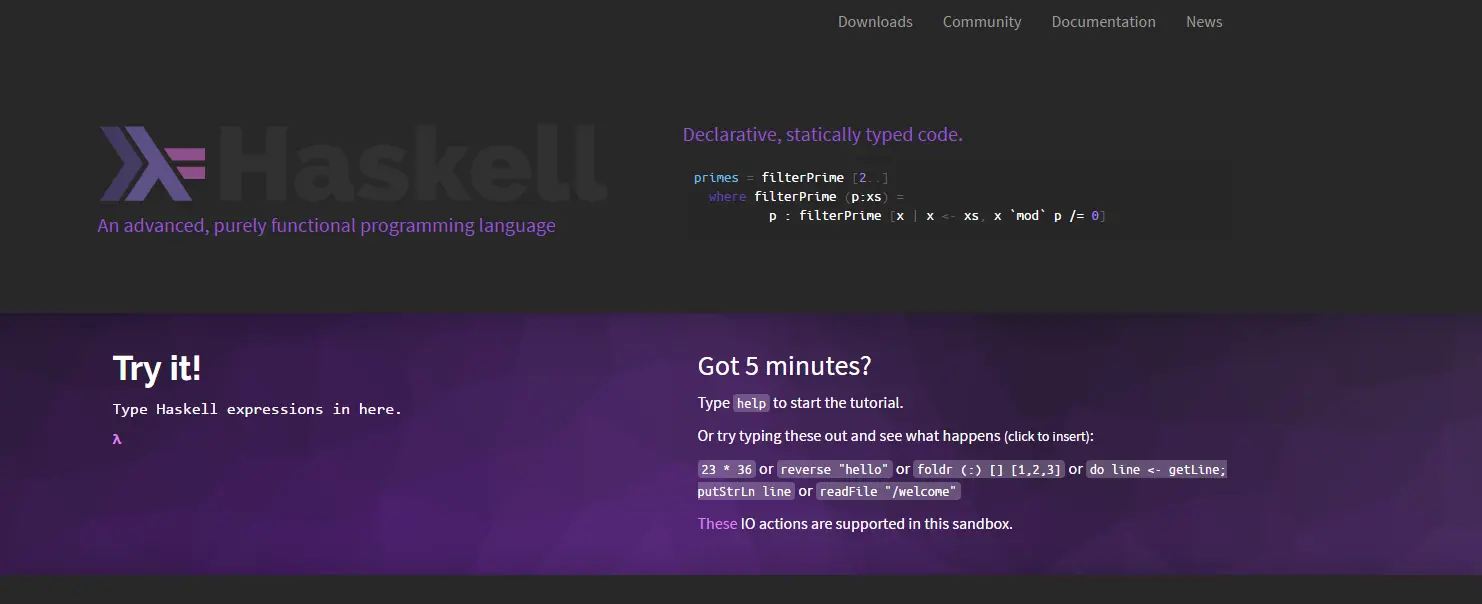 Downloads Community Documentation News
Haskell
An advanced, purely functional programming language
Declarative, statically typed code.
primes = filterPrime [2..]
  where filterPrime (p:xs) =
          p : filterPrime [x | x <- xs, x `mod` p /= 0]
Try it!
Type Haskell expressions in here.
λ
Got 5 minutes?
Type help to start the tutorial.
Or try typing these out and see what happens (click to insert):
23 * 36 or reverse "hello" or foldr (:) [] [1,2,3] or do line <- getLine;
putStrLn line or readFile "/welcome"
These IO actions are supported in this sandbox.